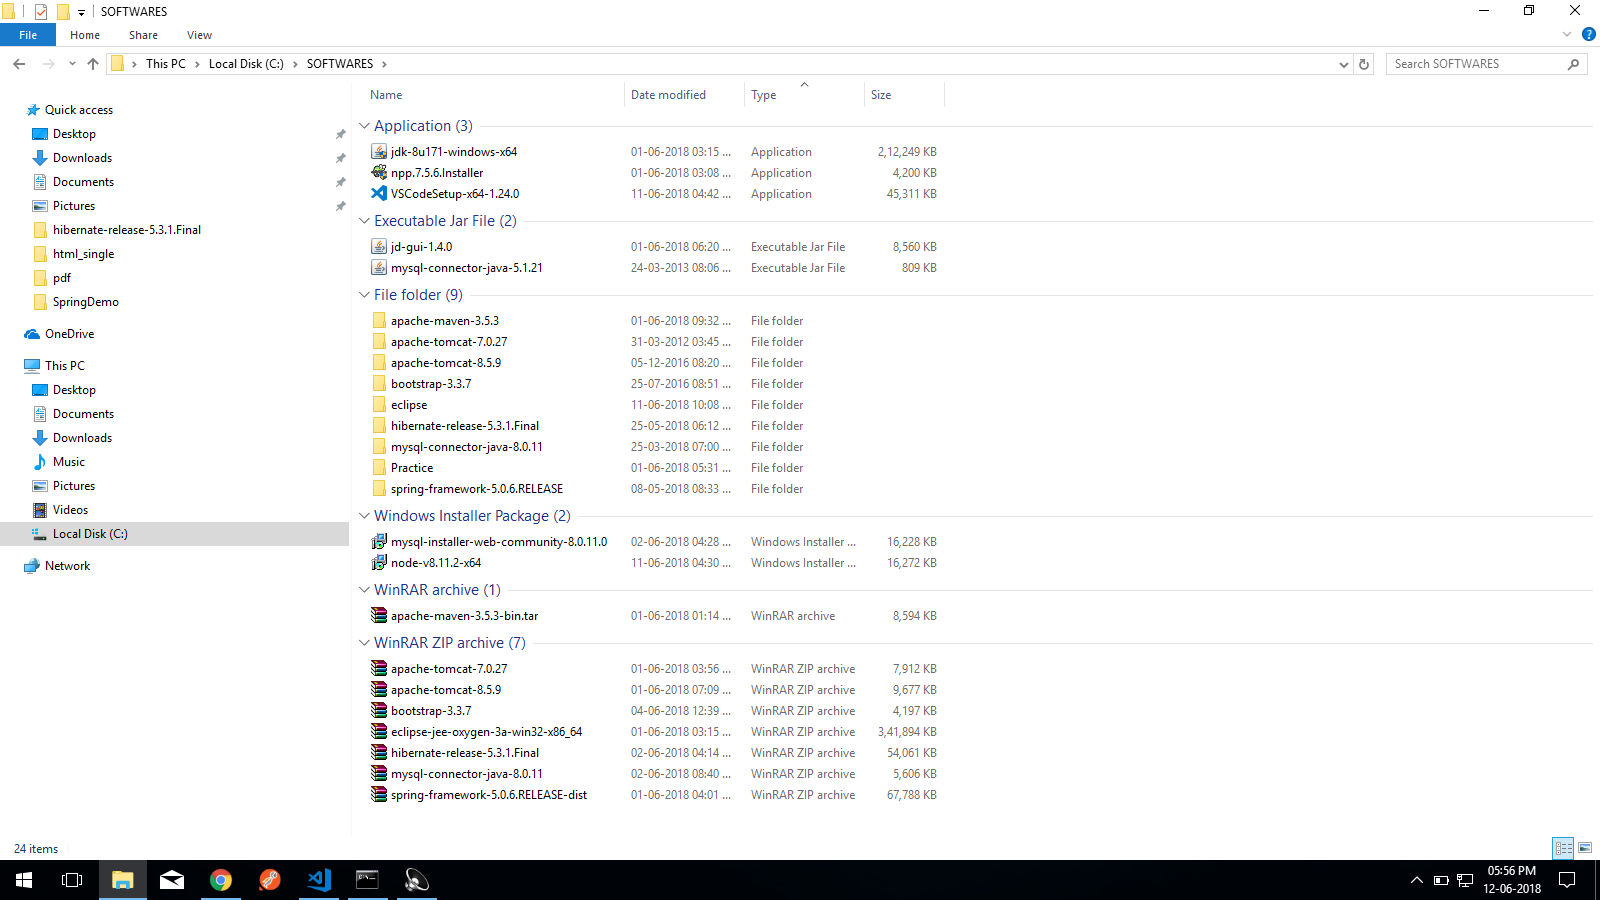 SOFTWARES
File Home Share View
This PC Local Disk (C:) SOFTWARES Search SOFTWARES
Quick access
Desktop
Downloads
Documents
Pictures
hibernate-release-5.3.1.Final
html_single
pdf
SpringDemo
OneDrive
This PC
Desktop
Documents
Downloads
Music
Pictures
Videos
Local Disk (C:)
Network
Name Date modified Type Size
Application (3)
jdk-8u171-windows-x64 01-06-2018 03:15 ... Application 2,12,249 KB
npp.7.5.6.Installer 01-06-2018 03:08 ... Application 4,200 KB
VSCodeSetup-x64-1.24.0 11-06-2018 04:42 ... Application 45,311 KB
Executable Jar File (2)
jd-gui-1.4.0 01-06-2018 06:20 ... Executable Jar File 8,560 KB
mysql-connector-java-5.1.21 24-03-2013 08:06 ... Executable Jar File 809 KB
File folder (9)
apache-maven-3.5.3 01-06-2018 09:32 ... File folder
apache-tomcat-7.0.27 31-03-2012 03:45 ... File folder
apache-tomcat-8.5.9 05-12-2016 08:20 ... File folder
bootstrap-3.3.7 25-07-2016 08:51 ... File folder
eclipse 11-06-2018 10:08 ... File folder
hibernate-release-5.3.1.Final 25-05-2018 06:12 ... File folder
mysql-connector-java-8.0.11 25-03-2018 07:00 ... File folder
Practice 01-06-2018 05:31 ... File folder
spring-framework-5.0.6.RELEASE 08-05-2018 08:33 ... File folder
Windows Installer Package (2)
mysql-installer-web-community-8.0.11.0 02-06-2018 04:28 ... Windows Installer ... 16,228 KB
node-v8.11.2-x64 11-06-2018 04:30 ... Windows Installer ... 16,272 KB
WinRAR archive (1)
apache-maven-3.5.3-bin.tar 01-06-2018 01:14 ... WinRAR archive 8,594 KB
WinRAR ZIP archive (7)
apache-tomcat-7.0.27 01-06-2018 03:56 ... WinRAR ZIP archive 7,912 KB
apache-tomcat-8.5.9 01-06-2018 07:09 ... WinRAR ZIP archive 9,677 KB
bootstrap-3.3.7 04-06-2018 12:39 ... WinRAR ZIP archive 4,197 KB
eclipse-jee-oxygen-3a-win32-x86_64 01-06-2018 03:15 ... WinRAR ZIP archive 3,41,894 KB
hibernate-release-5.3.1.Final 02-06-2018 04:14 ... WinRAR ZIP archive 54,061 KB
mysql-connector-java-8.0.11 02-06-2018 08:40 ... WinRAR ZIP archive 5,606 KB
spring-framework-5.0.6.RELEASE-dist 01-06-2018 04:01 ... WinRAR ZIP archive 67,788 KB
24 items
05:56 PM
12-06-2018